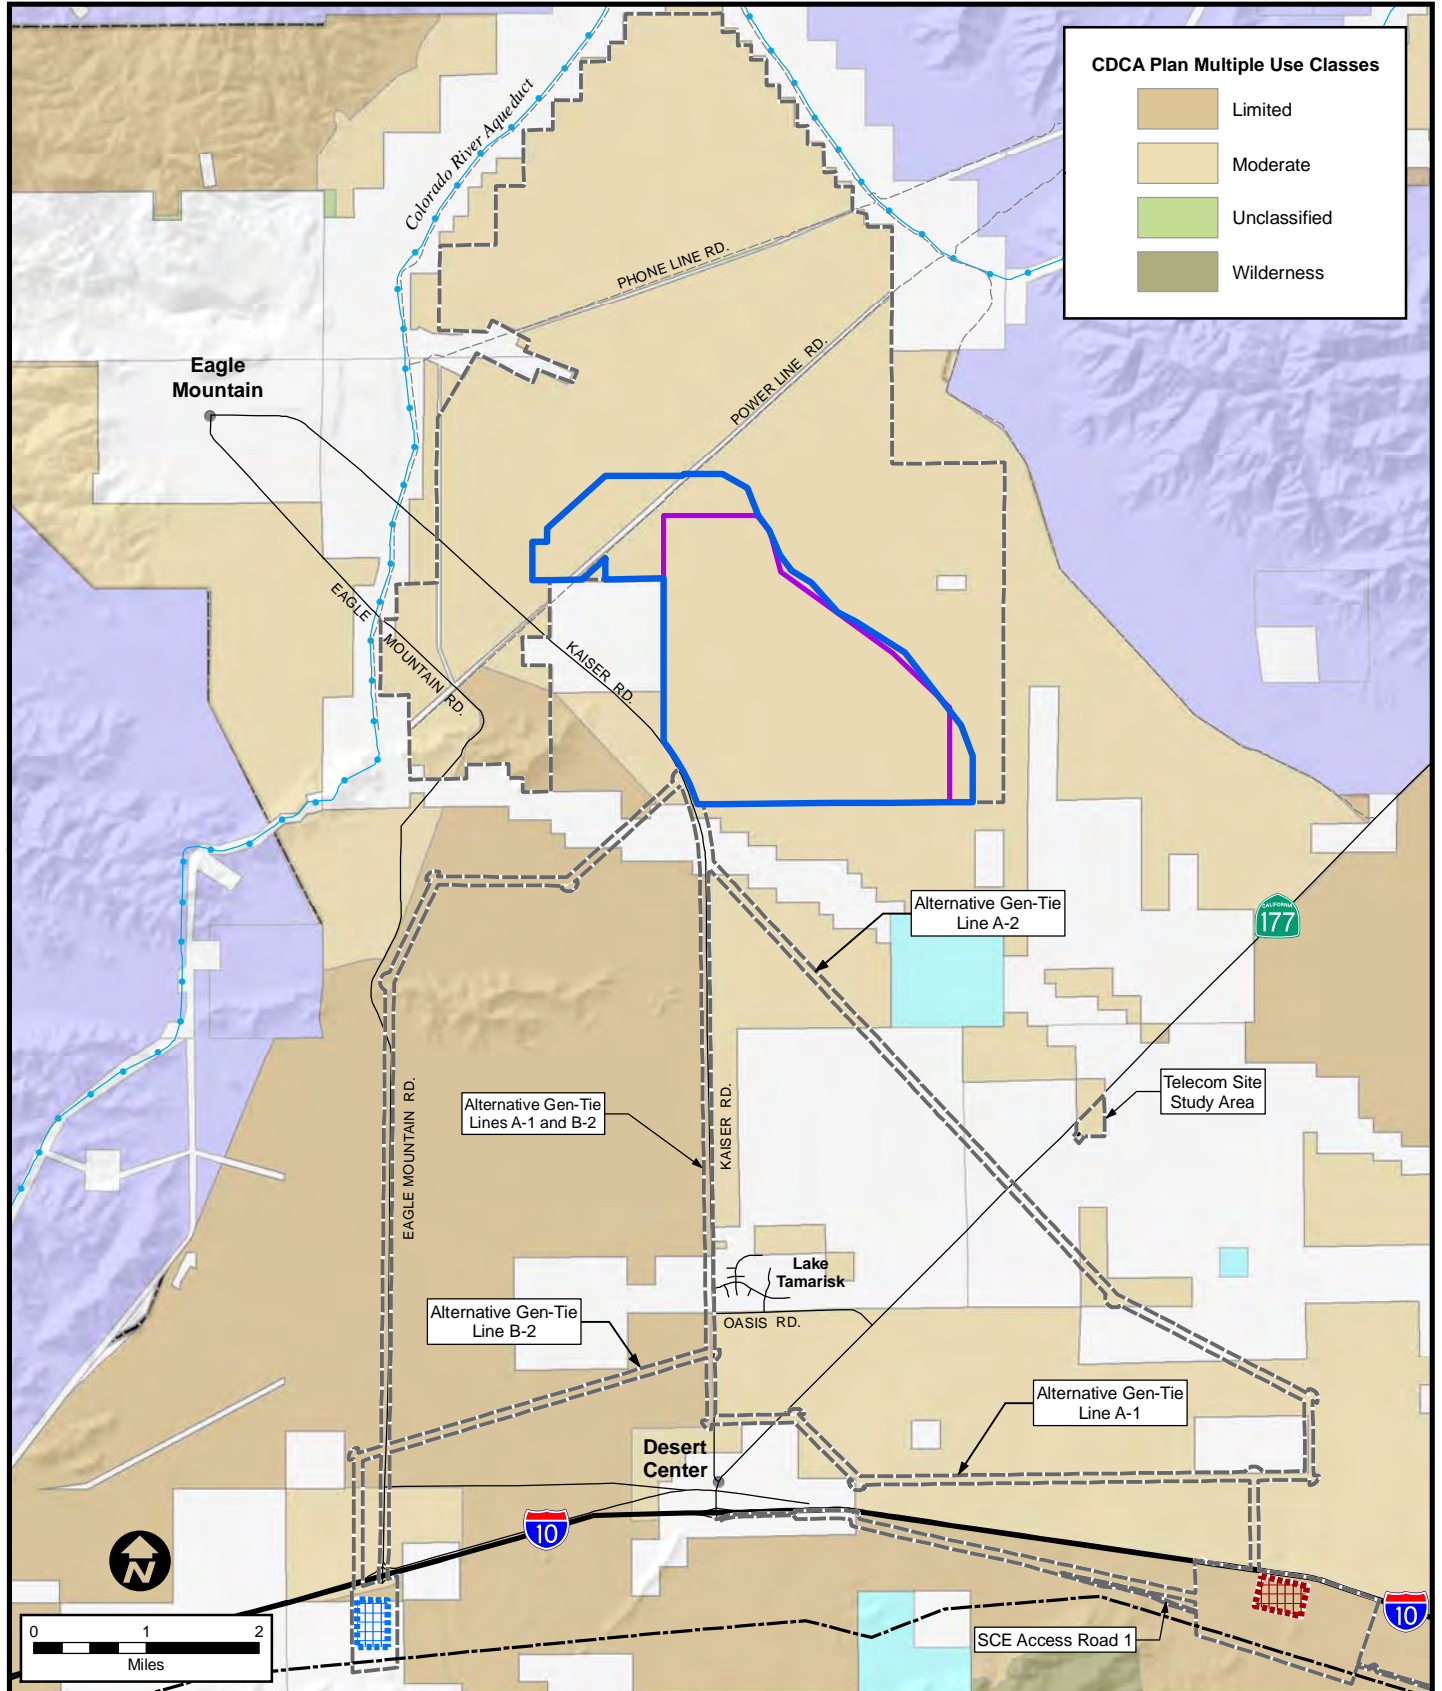 CDCA Plan Multiple Use Classes
Limited
Moderate
Unclassified
Wilderness
Colorado River Aqueduct
PHONE LINE RD.
POWER LINE RD.
Eagle
Mountain
EAGLE MOUNTAIN RD.
KAISER RD.
Alternative Gen-Tie
Line A-2
CALIFORNIA
177
Telecom Site
Study Area
Alternative Gen-Tie
Lines A-1 and B-2
EAGLE MOUNTAIN RD.
KAISER RD.
Lake
Tamarisk
OASIS RD.
Alternative Gen-Tie
Line B-2
Alternative Gen-Tie
Line A-1
Desert
Center
10
N
10
SCE Access Road 1
0 1 2
Miles